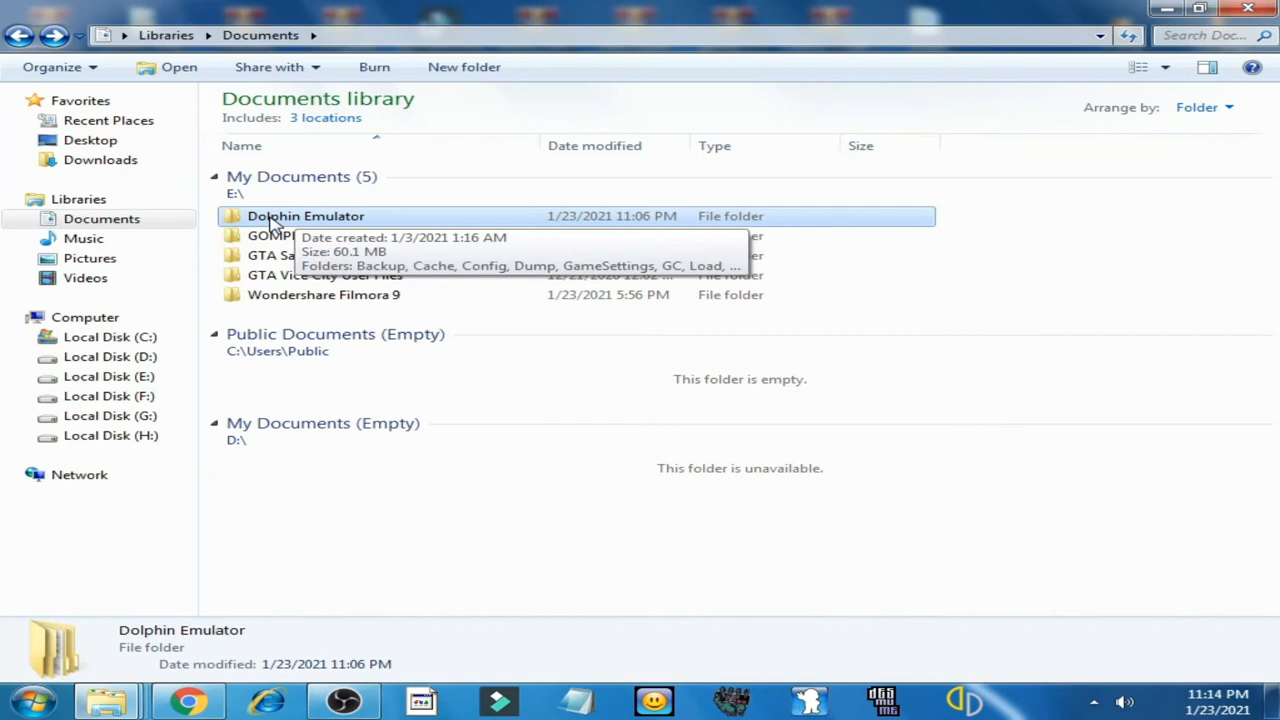 Libraries Documents Search Doc...
Organize Open Share with Burn New folder
Favorites
Recent Places
Desktop
Downloads
Libraries
Documents
Music
Pictures
Videos
Computer
Local Disk (C:)
Local Disk (D:)
Local Disk (E:)
Local Disk (F:)
Local Disk (G:)
Local Disk (H:)
Network
Documents library
Includes: 3 locations
Arrange by: Folder
Name Date modified Type Size
My Documents (5)
E:\
Dolphin Emulator 1/23/2021 11:06 PM File folder
Date created: 1/3/2021 1:16 AM
Size: 60.1 MB
Folders: Backup, Cache, Config, Dump, GameSettings, GC, Load, ...
GTA Vice City User Files File folder
Wondershare Filmora 9 1/23/2021 5:56 PM File folder
Public Documents (Empty)
C:\Users\Public
This folder is empty.
My Documents (Empty)
D:\
This folder is unavailable.
Dolphin Emulator
File folder
Date modified: 1/23/2021 11:06 PM
11:14 PM
1/23/2021